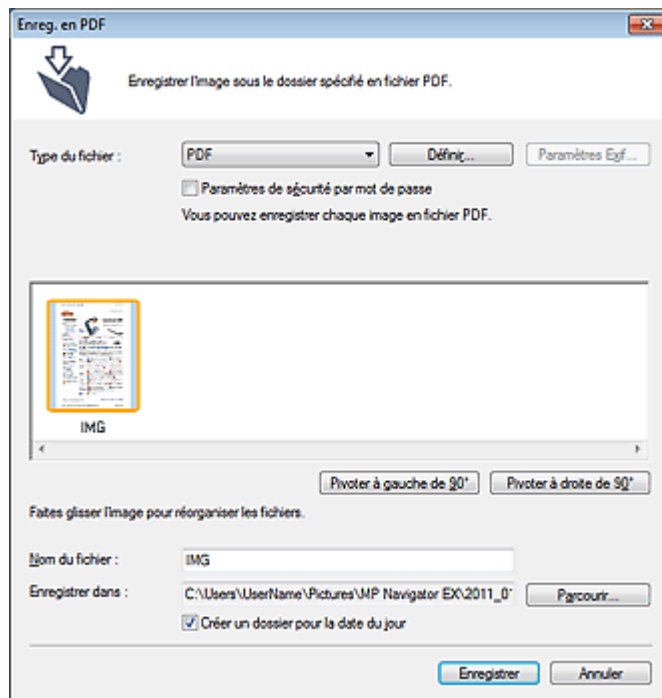 Enreg. en PDF
Enregistrer l'image sous le dossier spécifié en fichier PDF.
Type du fichier :
PDF
Définir...
Paramètres Exf...
Paramètres de sécurité par mot de passe
Vous pouvez enregistrer chaque image en fichier PDF.
IMG
Pivoter à gauche de 90°
Pivoter à droite de 90°
Faites glisser l'image pour réorganiser les fichiers.
Nom du fichier :
IMG
Enregistrer dans :
C:\Users\UserName\Pictures\MP Navigator EX\2011_0
Parcourir...
Créer un dossier pour la date du jour
Enregistrer
Annuler